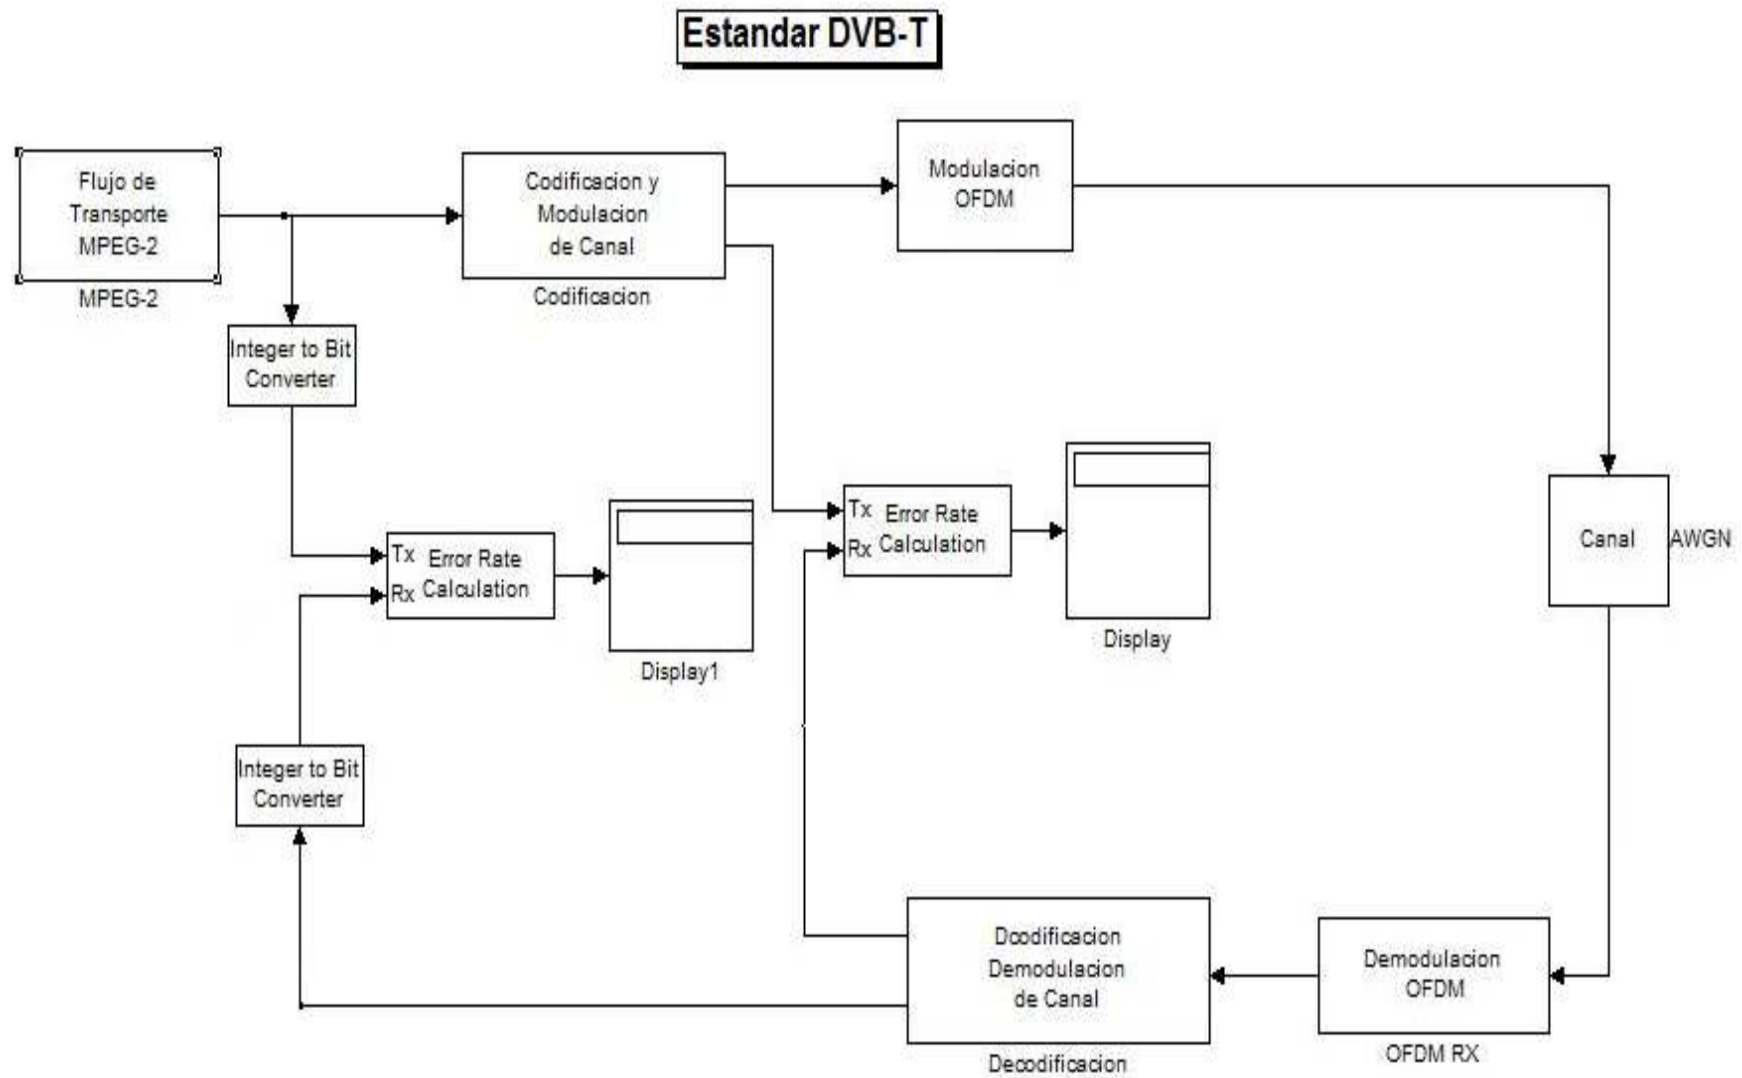 Estandar DVB-T
Flujo de
Transporte
MPEG-2
MPEG-2
Codificacion y
Modulacion
de Canal
Codificacion
Modulacion
OFDM
Integer to Bit
Converter
Tx
Rx
Error Rate
Calculation
Display1
Tx
Rx
Error Rate
Calculation
Display
Canal
AWGN
Integer to Bit
Converter
Dcodificacion
Demodulacion
de Canal
Decodificacion
Demodulacion
OFDM
OFDM RX